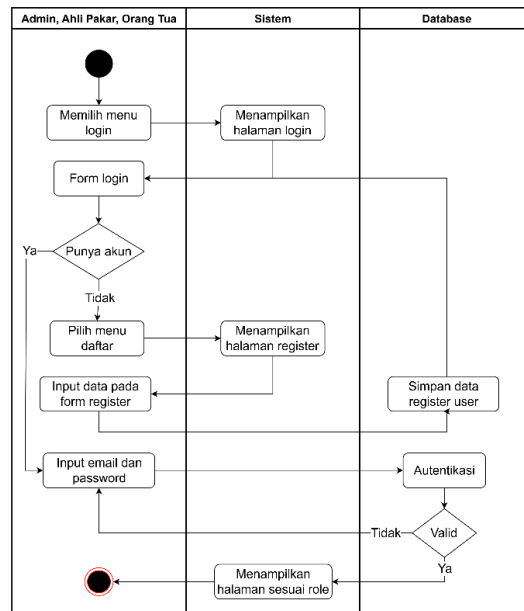 Admin, Ahli Pakar, Orang Tua
Sistem
Database
Memilih menu
login
Menampilkan
halaman login
Form login
Ya
Punya akun
Tidak
Pilih menu
daftar
Menampilkan
halaman register
Input data pada
form register
Simpan data
register user
Input email dan
password
Autentikasi
Tidak
Valid
Ya
Menampilkan
halaman sesuai role